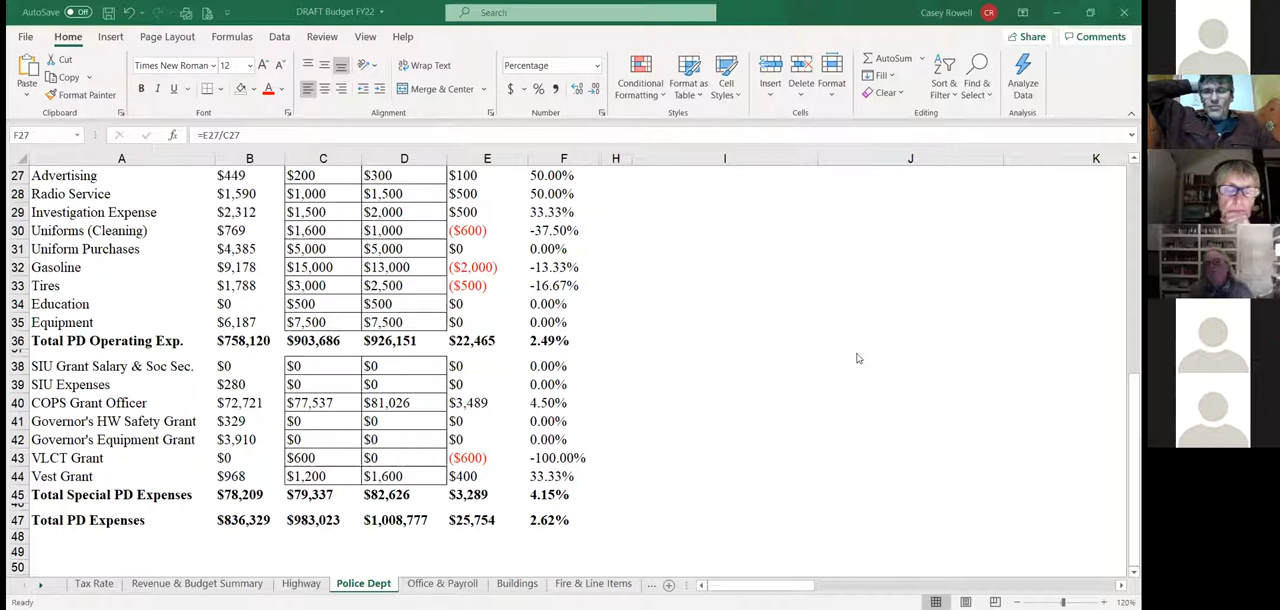 AutoSave Off DRAFT Budget FY22 Search Casey Rowell CR
File Home Insert Page Layout Formulas Data Review View Help Share Comments
Cut
Copy
Format Painter
Paste
Clipboard
Times New Roman 12
B I U A
Font
Wrap Text
Merge & Center
Alignment
Percentage
$ % 9
Number
Conditional Formatting Format as Table Cell Styles
Styles
Insert Delete Format
Cells
AutoSum
Fill
Clear
Sort & Filter Find & Select
Editing
Analyze Data
Analysis
F27 fx =E27/C27
A B C D E F H I J K
27 Advertising $449 $200 $300 $100 50.00%
28 Radio Service $1,590 $1,000 $1,500 $500 50.00%
29 Investigation Expense $2,312 $1,500 $2,000 $500 33.33%
30 Uniforms (Cleaning) $769 $1,600 $1,000 ($600) -37.50%
31 Uniform Purchases $4,385 $5,000 $5,000 $0 0.00%
32 Gasoline $9,178 $15,000 $13,000 ($2,000) -13.33%
33 Tires $1,788 $3,000 $2,500 ($500) -16.67%
34 Education $0 $500 $500 $0 0.00%
35 Equipment $6,187 $7,500 $7,500 $0 0.00%
36 Total PD Operating Exp. $758,120 $903,686 $926,151 $22,465 2.49%
38 SIU Grant Salary & Soc Sec. $0 $0 $0 $0 0.00%
39 SIU Expenses $280 $0 $0 $0 0.00%
40 COPS Grant Officer $72,721 $77,537 $81,026 $3,489 4.50%
41 Governor's HW Safety Grant $329 $0 $0 $0 0.00%
42 Governor's Equipment Grant $3,910 $0 $0 $0 0.00%
43 VLCT Grant $0 $600 $0 ($600) -100.00%
44 Vest Grant $968 $1,200 $1,600 $400 33.33%
45 Total Special PD Expenses $78,209 $79,337 $82,626 $3,289 4.15%
47 Total PD Expenses $836,329 $983,023 $1,008,777 $25,754 2.62%
48
49
50
Tax Rate Revenue & Budget Summary Highway Police Dept Office & Payroll Buildings Fire & Line Items ...
Ready 120%